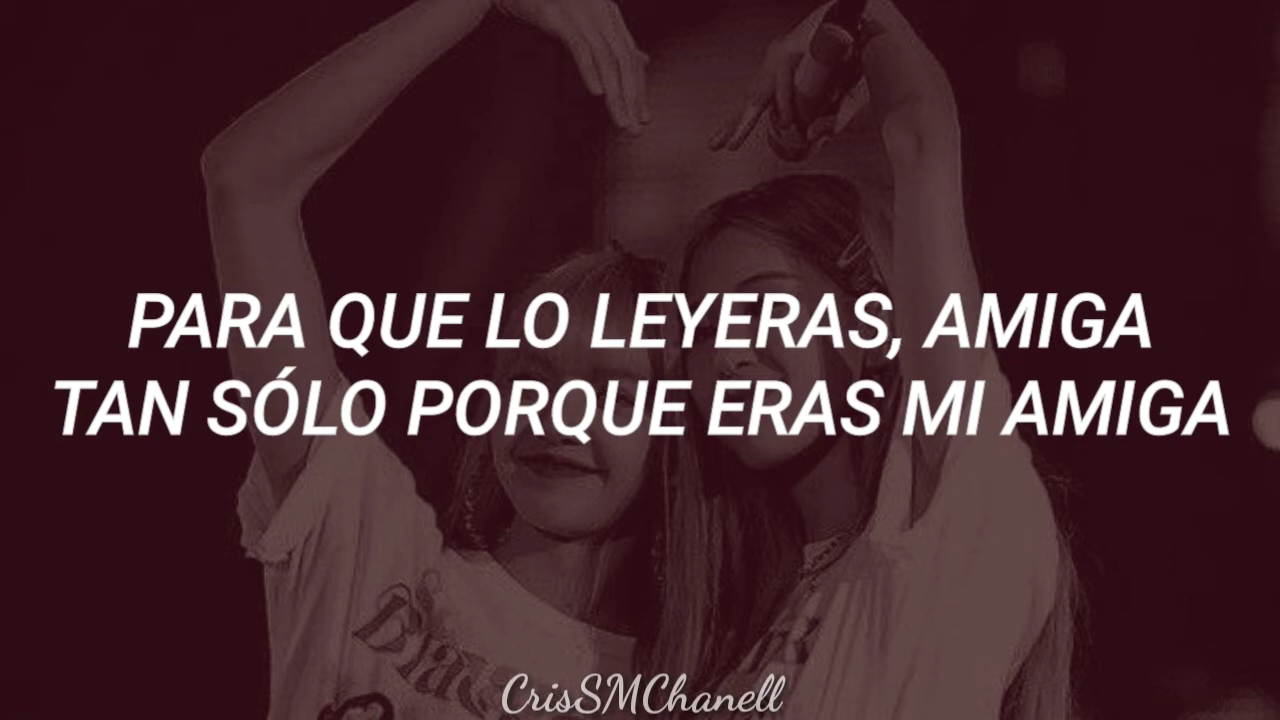 PARA QUE LO LEYERAS, AMIGA
TAN SÓLO PORQUE ERAS MI AMIGA
CrisSMChanell